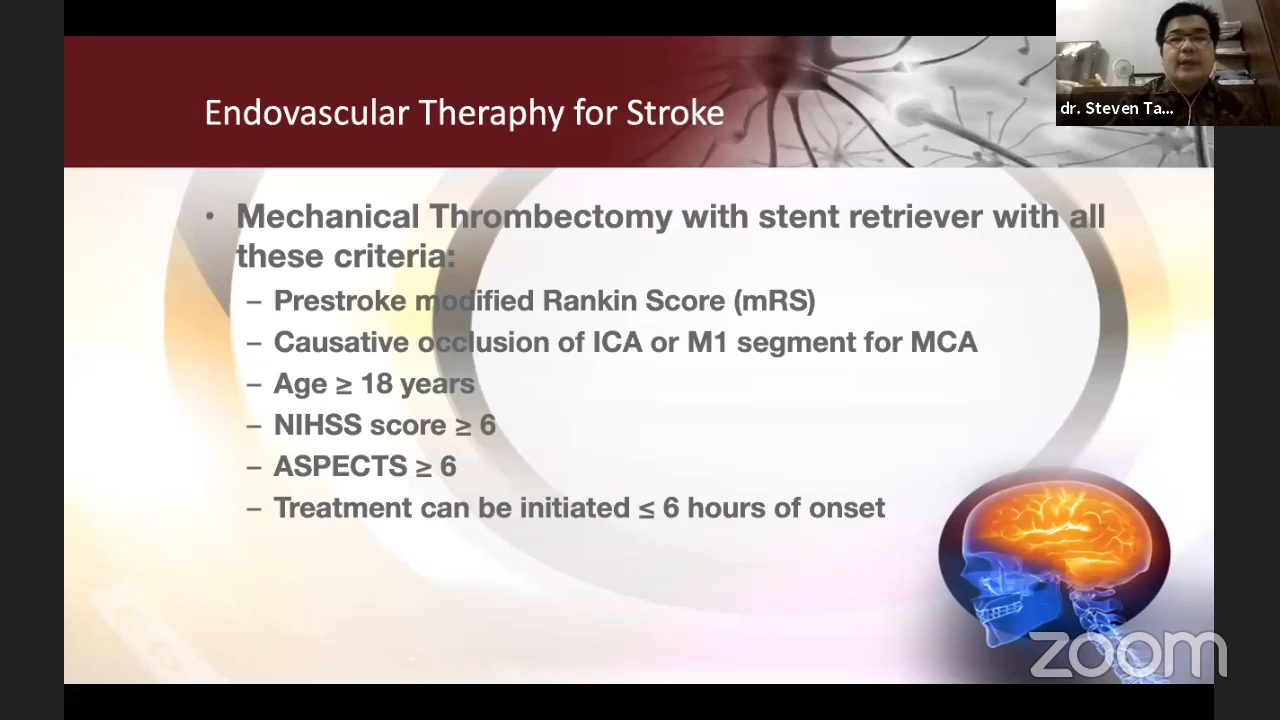 Endovascular Theraphy for Stroke
dr. Steven Ta...
• Mechanical Thrombectomy with stent retriever with all
these criteria:
– Prestroke modified Rankin Score (mRS)
– Causative occlusion of ICA or M1 segment for MCA
– Age ≥ 18 years
– NIHSS score ≥ 6
– ASPECTS ≥ 6
– Treatment can be initiated ≤ 6 hours of onset
zoom